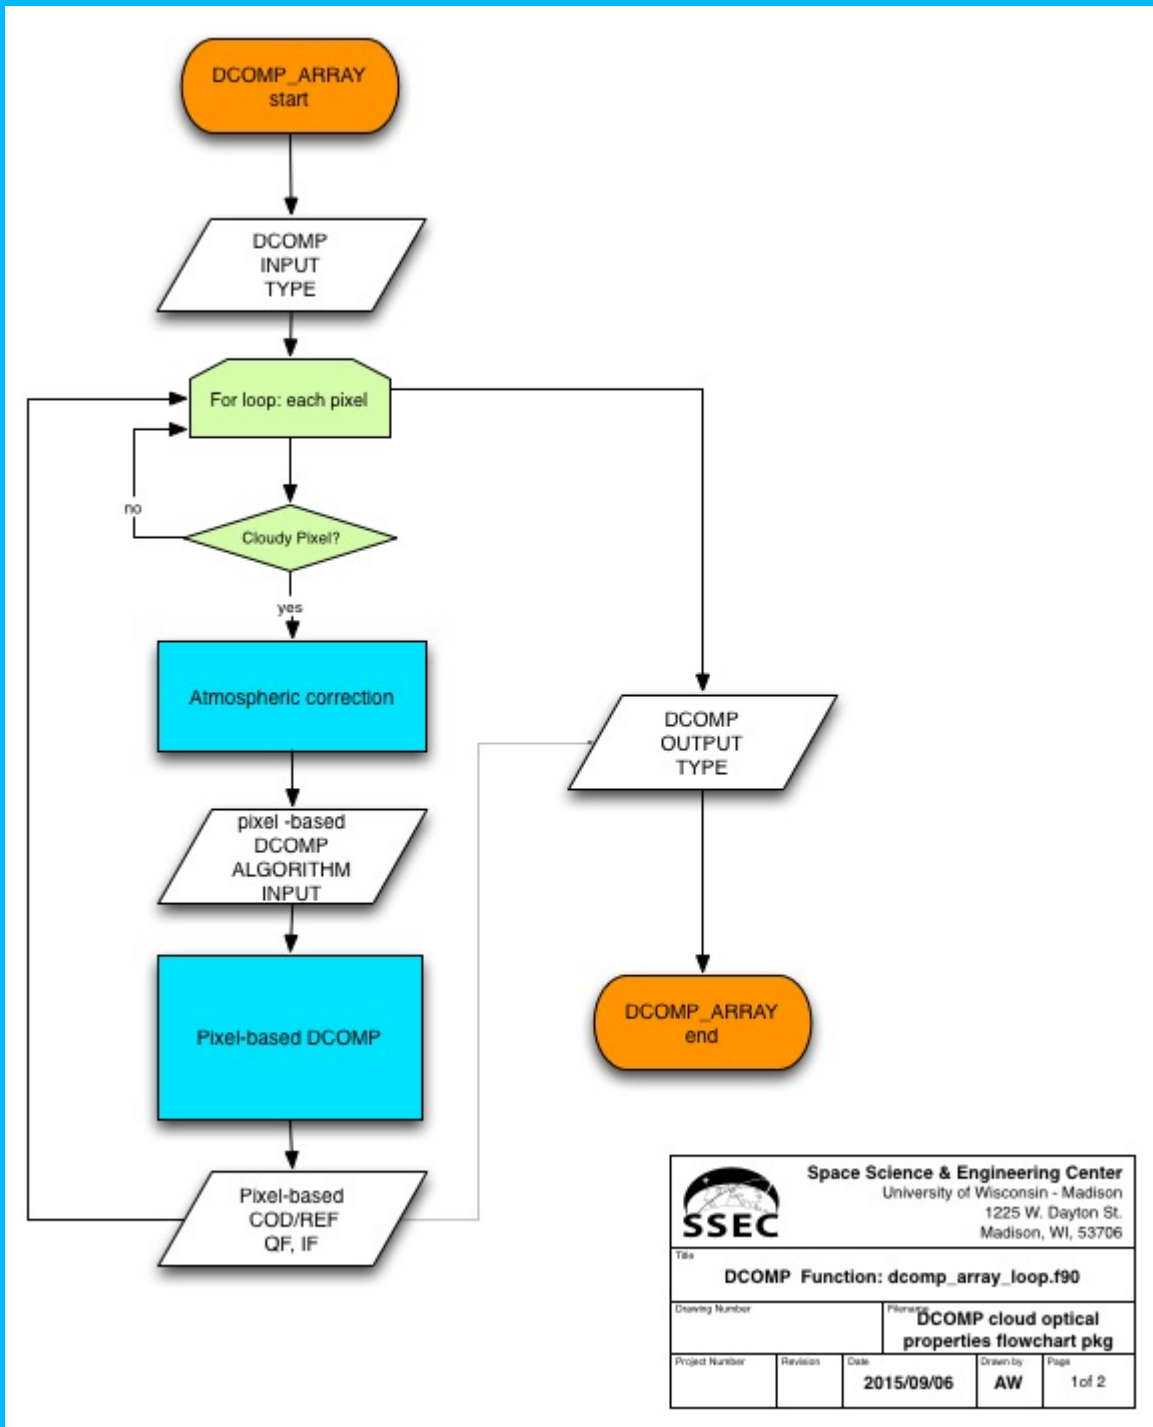 DCOMP_ARRAY
start
DCOMP
INPUT
TYPE
For loop: each pixel
no
Cloudy Pixel?
yes
Atmospheric correction
DCOMP
OUTPUT
TYPE
pixel -based
DCOMP
ALGORITHM
INPUT
Pixel-based DCOMP
DCOMP_ARRAY
end
Pixel-based
COD/REF
QF, IF
SSEC
Space Science & Engineering Center
University of Wisconsin - Madison
1225 W. Dayton St.
Madison, WI, 53706
Title
DCOMP Function: dcomp_array_loop.f90
Drawing Number
Filename
DCOMP cloud optical
properties flowchart pkg
Project Number
Revision
Date
2015/09/06
Drawn by
AW
Page
1of 2